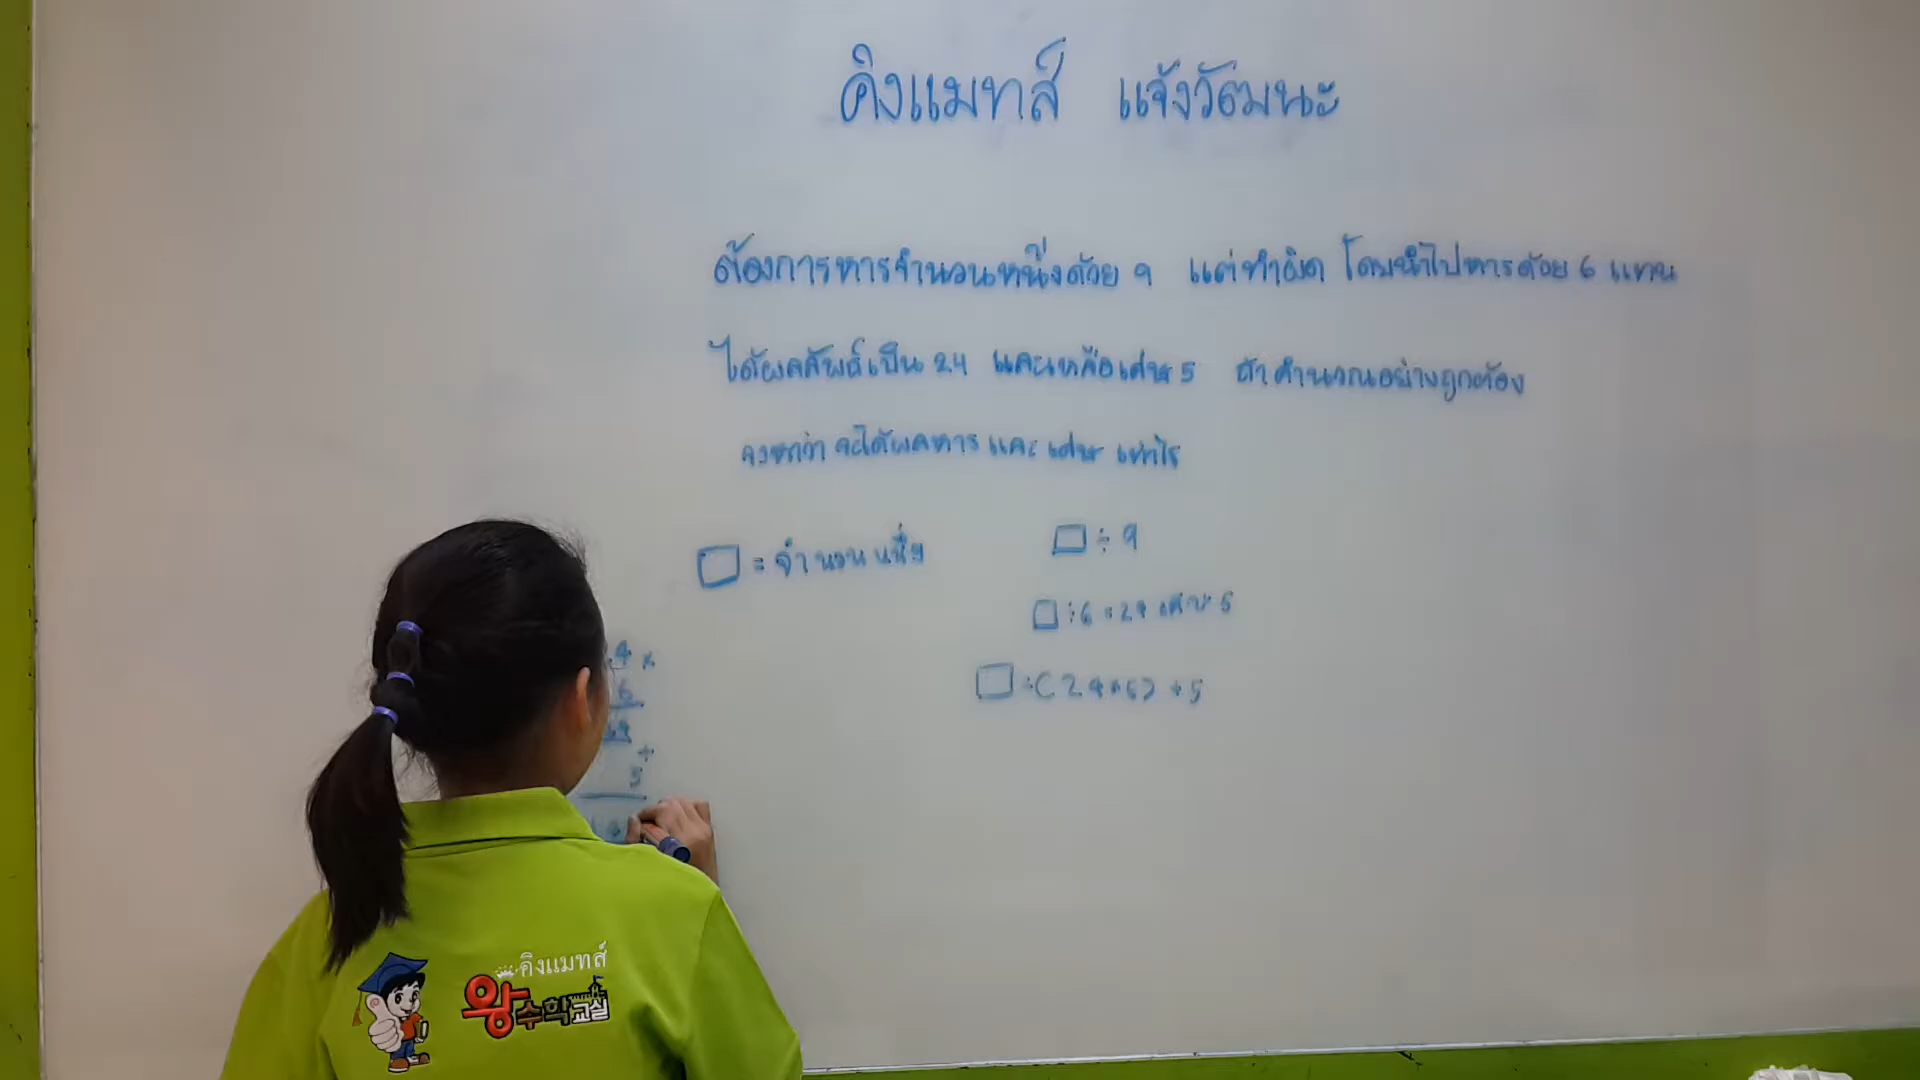 คิงแมทส์ แจ้งวัฒนะ
ต้องการหารจำนวนหนึ่งด้วย 9 แต่ทำผิด โดยนำไปหารด้วย 6 แทน
ได้ผลลัพธ์เป็น 24 และเหลือเศษ 5 ถ้าคำนวณอย่างถูกต้อง
จงหาว่า จะได้ผลหาร และ เศษ เท่าไร
□ = จำนวนหนึ่ง
□ ÷ 9
□ ÷ 6 = 24 เศษ 5
□ = (24×6) + 5
4 ×
6
+
5
คิงแมทส์
왕수학교실